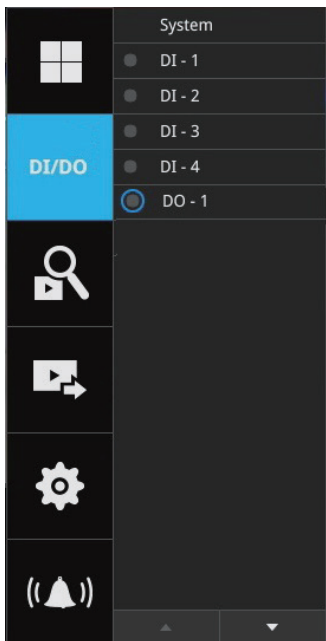 System
DI - 1
DI - 2
DI - 3
DI - 4
DO - 1
DI/DO